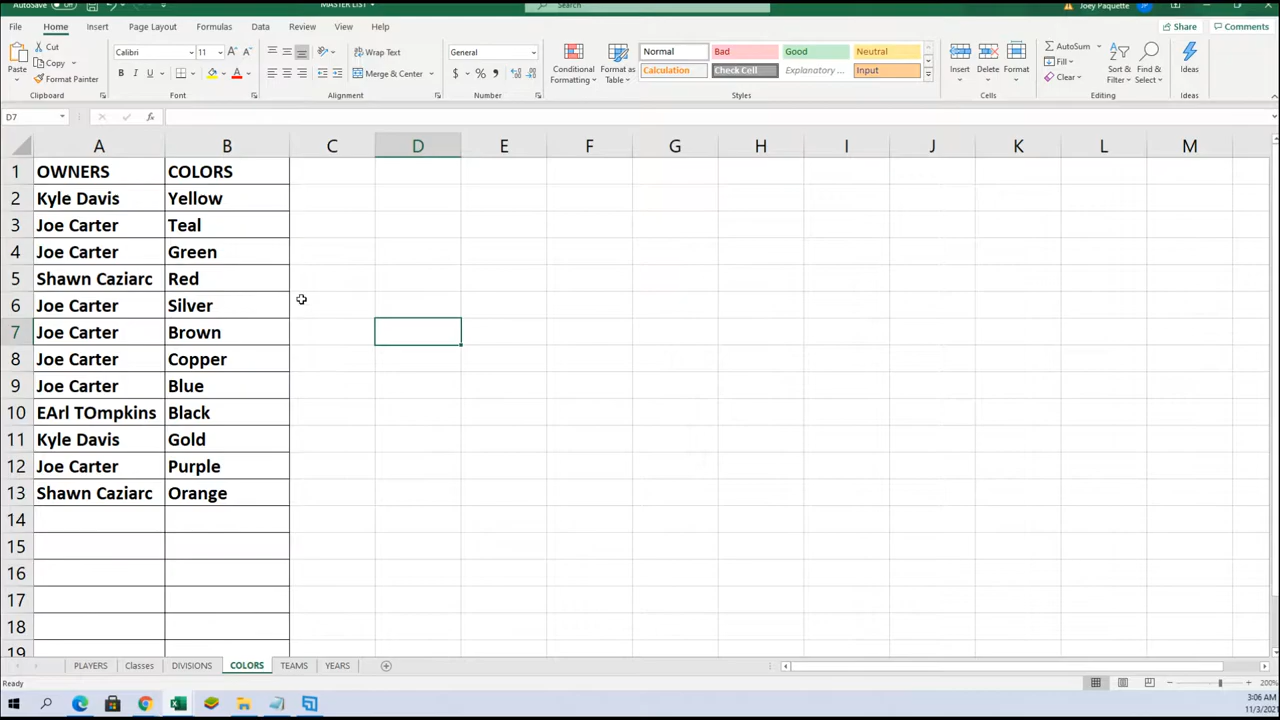 AutoSave Off MASTER LIST Search Joey Paquette
File Home Insert Page Layout Formulas Data Review View Help Share Comments
Cut Calibri 11 Wrap Text General Normal Bad Good Neutral AutoSum
Copy Fill
Paste Format Painter Merge & Center Conditional Formatting Format as Table Calculation Check Cell Explanatory ... Input Insert Delete Format Clear Sort & Filter Find & Select Ideas
Clipboard Font Alignment Number Styles Cells Editing Ideas
D7 fx
A B C D E F G H I J K L M
1 OWNERS COLORS
2 Kyle Davis Yellow
3 Joe Carter Teal
4 Joe Carter Green
5 Shawn Caziarc Red
6 Joe Carter Silver
7 Joe Carter Brown
8 Joe Carter Copper
9 Joe Carter Blue
10 EArl TOmpkins Black
11 Kyle Davis Gold
12 Joe Carter Purple
13 Shawn Caziarc Orange
14
15
16
17
18
19
PLAYERS Classes DIVISIONS COLORS TEAMS YEARS
Ready 200%
3:06 AM